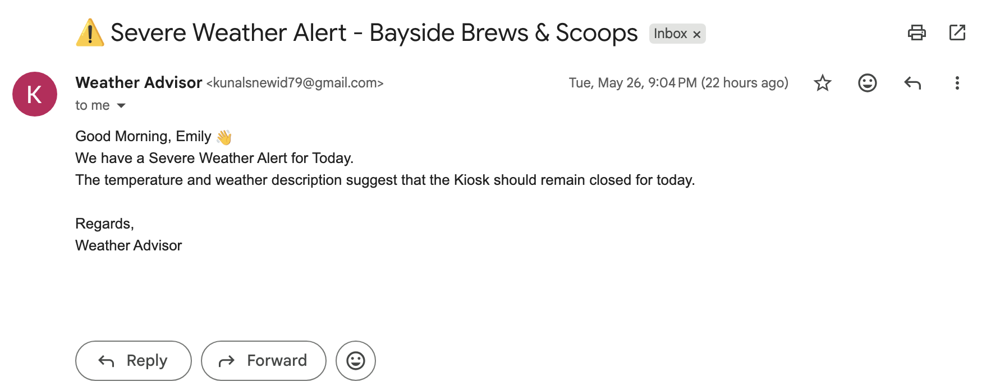 ⚠️ Severe Weather Alert - Bayside Brews & Scoops Inbox ×
K
Weather Advisor <kunalsnewid79@gmail.com> Tue, May 26, 9:04 PM (22 hours ago)
to me
Good Morning, Emily 👋
We have a Severe Weather Alert for Today.
The temperature and weather description suggest that the Kiosk should remain closed for today.
Regards,
Weather Advisor
Reply Forward